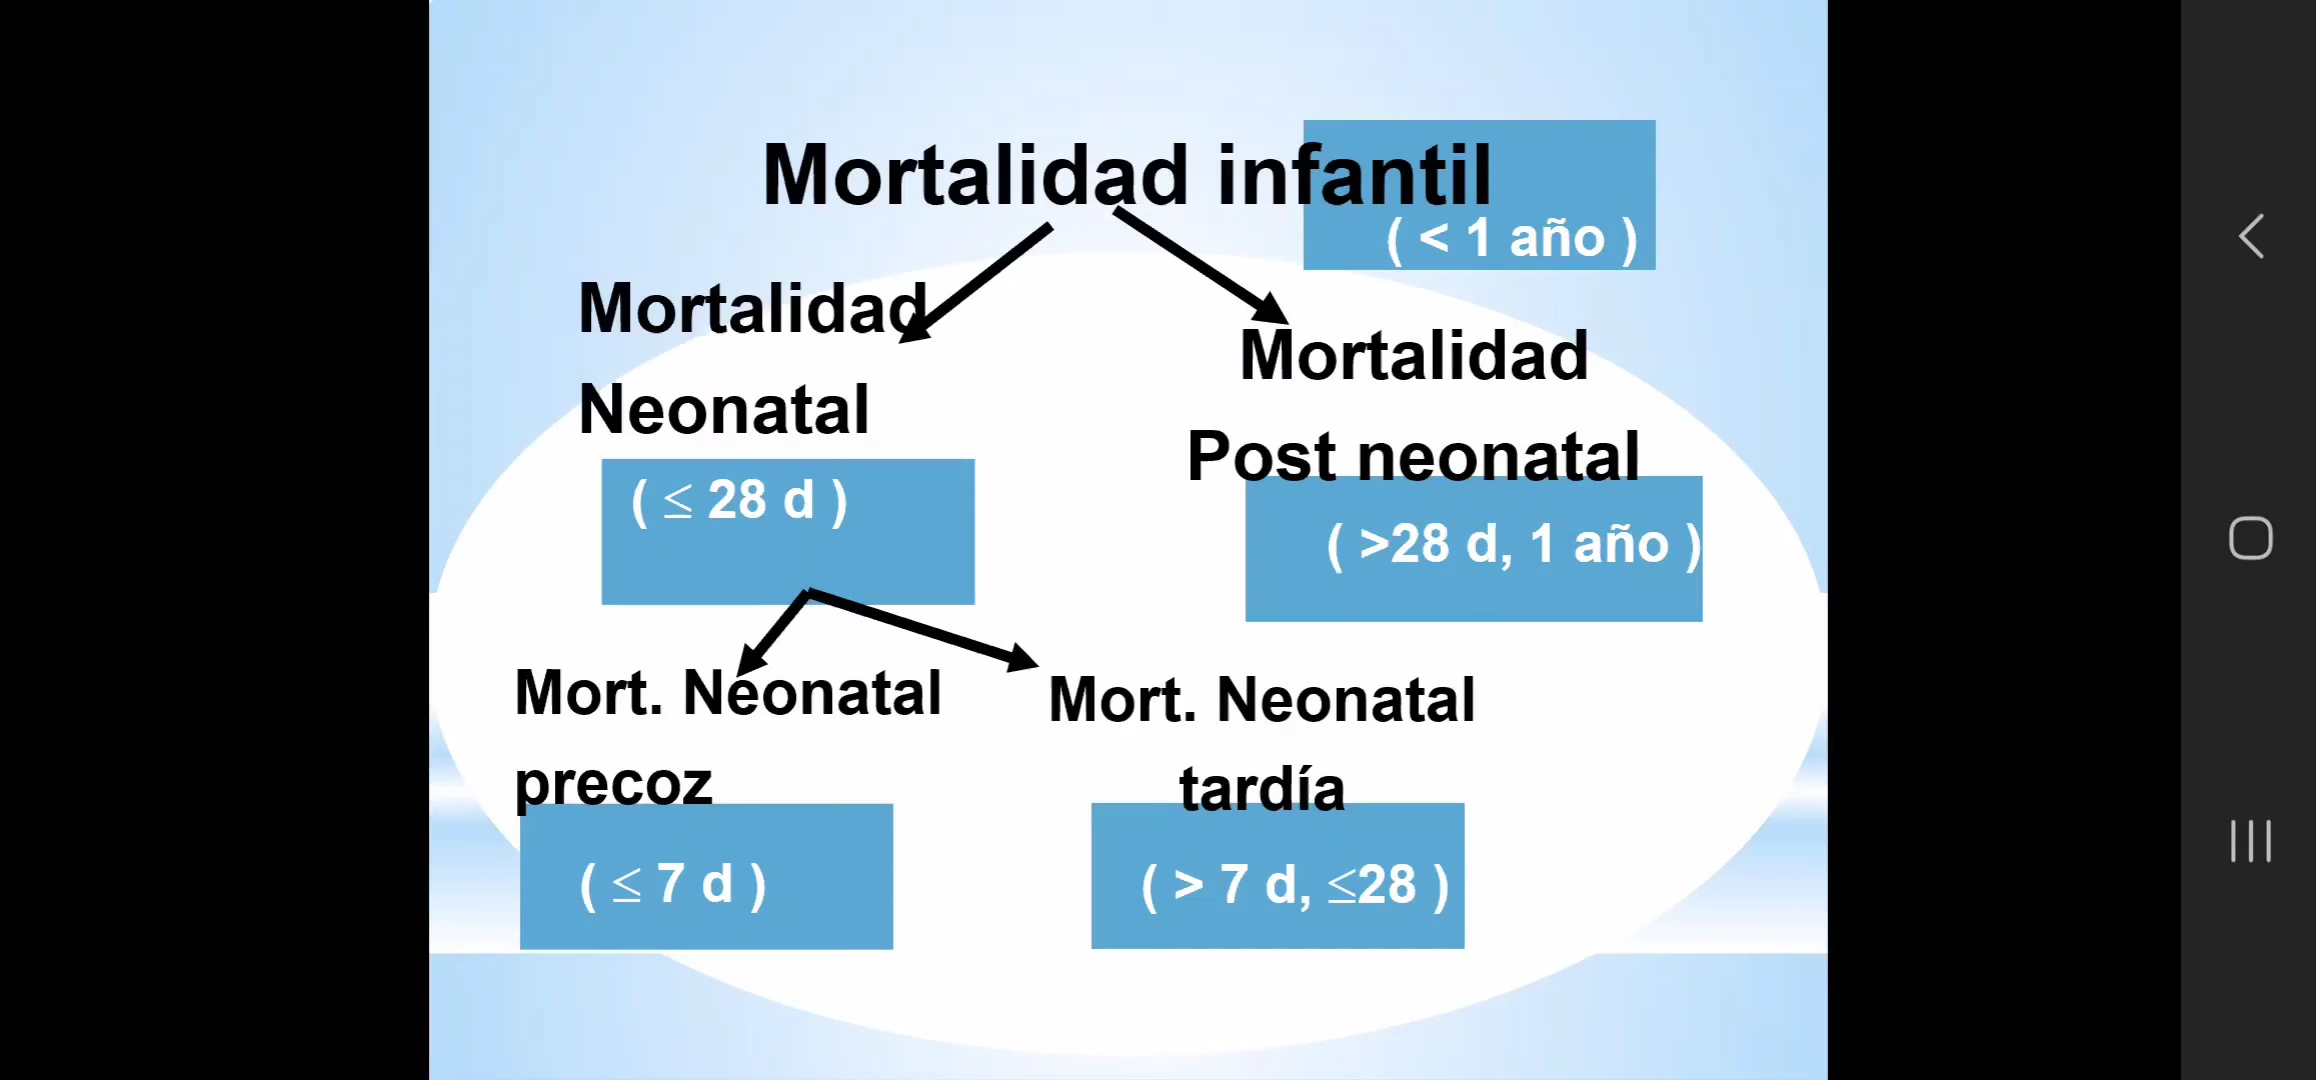 Mortalidad infantil
( < 1 año )
Mortalidad
Neonatal
( ≤ 28 d )
Mortalidad
Post neonatal
( >28 d, 1 año )
Mort. Neonatal
precoz
( ≤ 7 d )
Mort. Neonatal
tardía
( > 7 d, ≤28 )